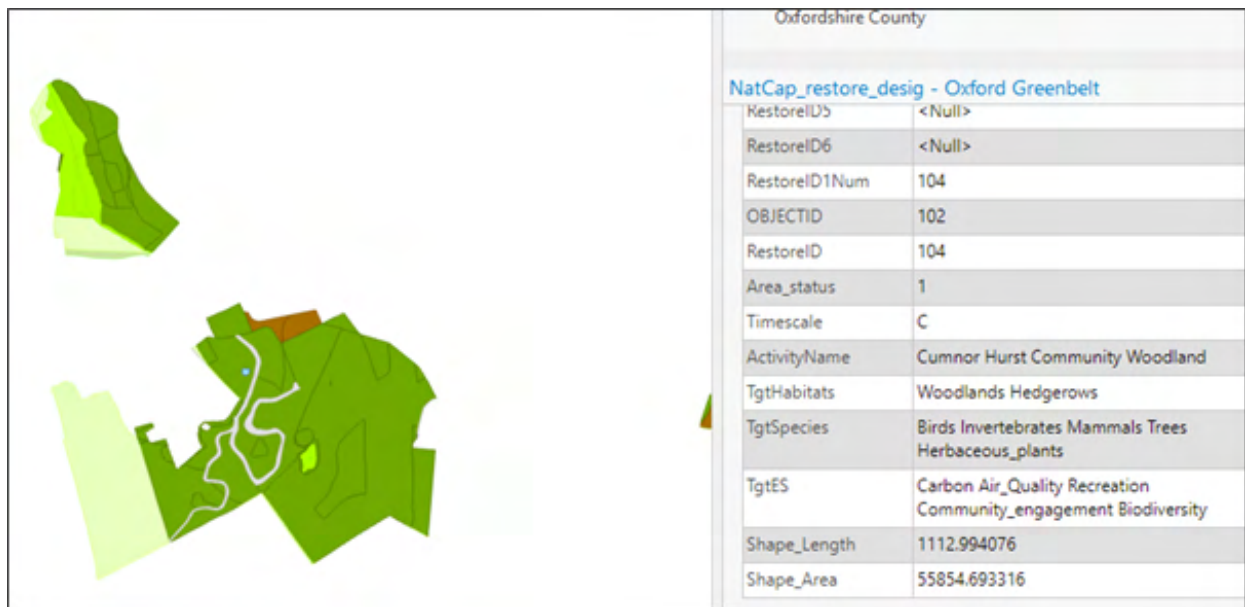 Oxfordshire County
NatCap_restore_desig - Oxford Greenbelt
RestoreID5 <Null>
RestoreID6 <Null>
RestoreID1Num 104
OBJECTID 102
RestoreID 104
Area_status 1
Timescale C
ActivityName Cumnor Hurst Community Woodland
TgtHabitats Woodlands Hedgerows
TgtSpecies Birds Invertebrates Mammals Trees
Herbaceous_plants
TgtES Carbon Air_Quality Recreation
Community_engagement Biodiversity
Shape_Length 1112.994076
Shape_Area 55854.693316